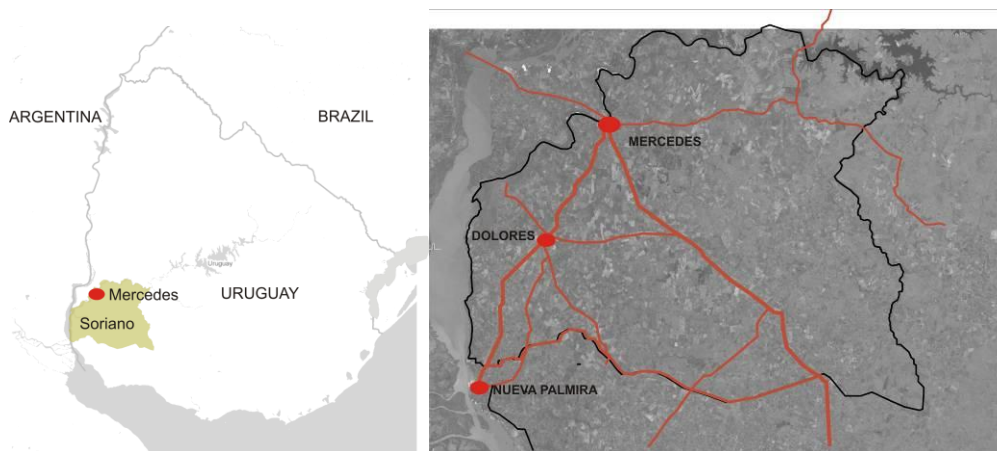 ARGENTINA
BRAZIL
Uruguay
URUGUAY
Mercedes
Soriano
MERCEDES
DOLORES
NUEVA PALMIRA